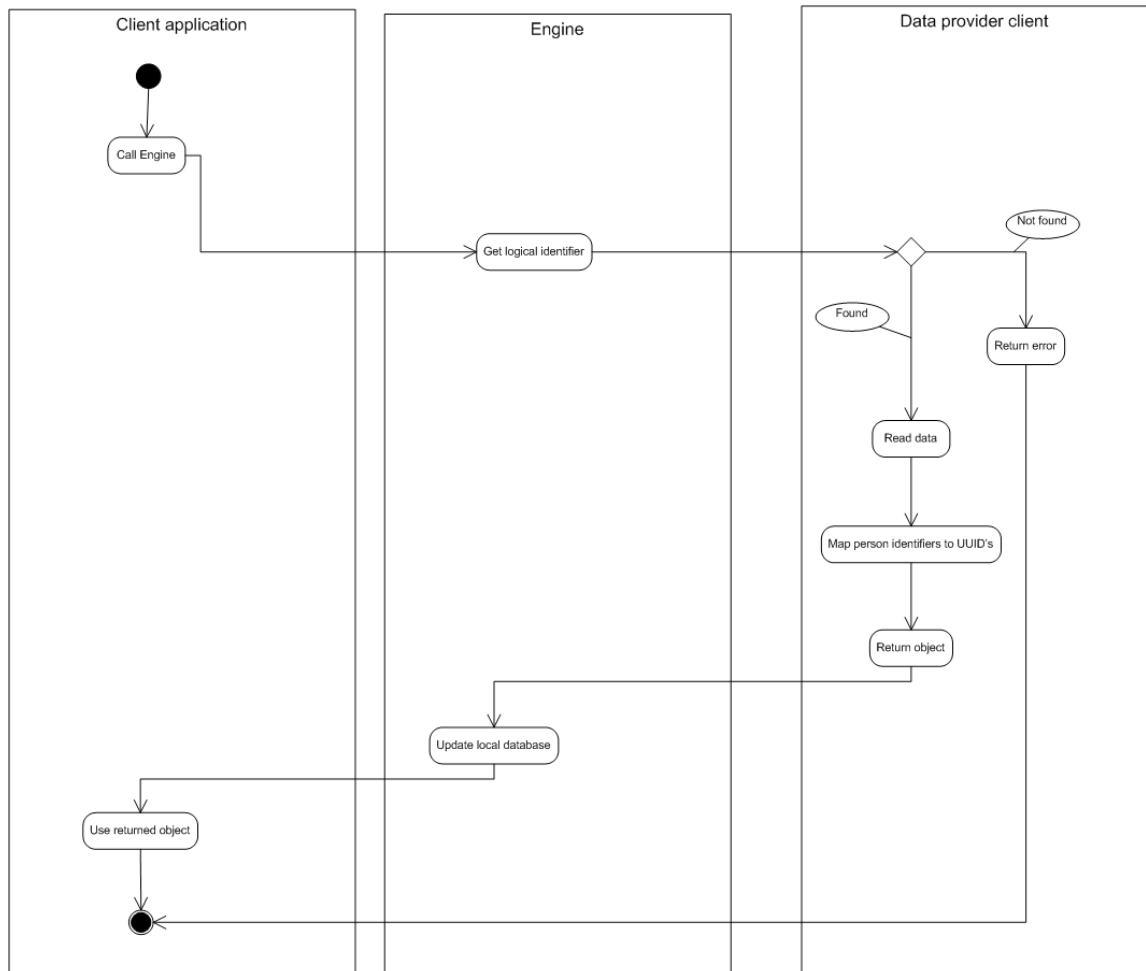 Client application
Engine
Data provider client
Call Engine
Not found
Get logical identifier
Found
Return error
Read data
Map person identifiers to UUID's
Return object
Update local database
Use returned object